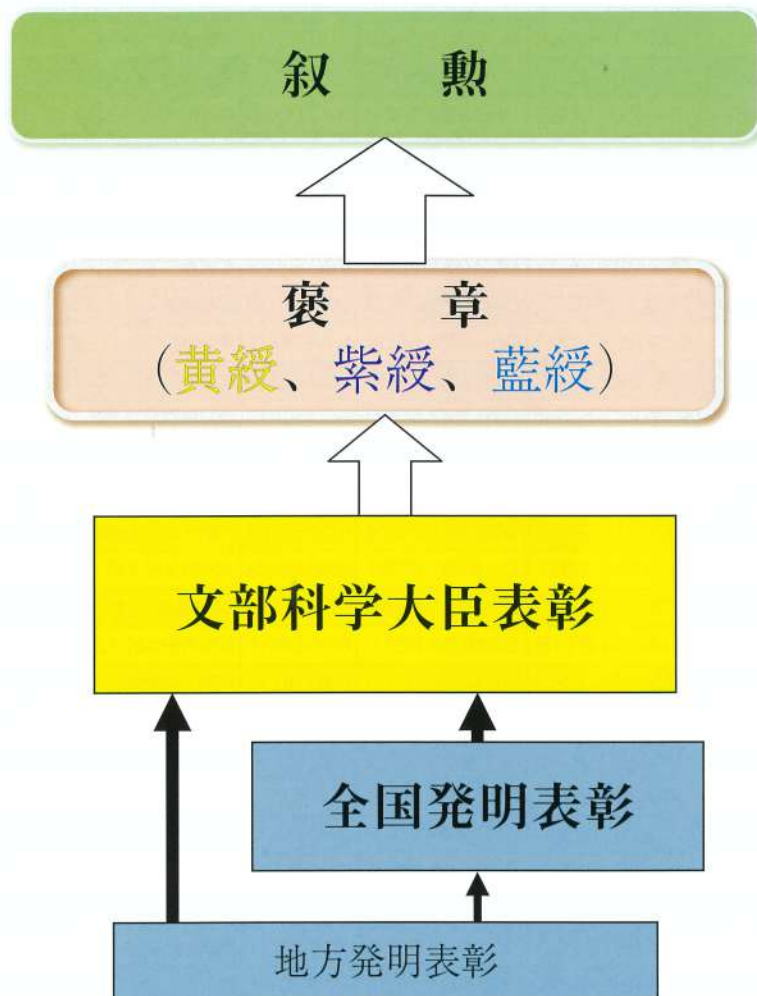 叙　勲
褒　章
（黄綬、紫綬、藍綬）
文部科学大臣表彰
全国発明表彰
地方発明表彰